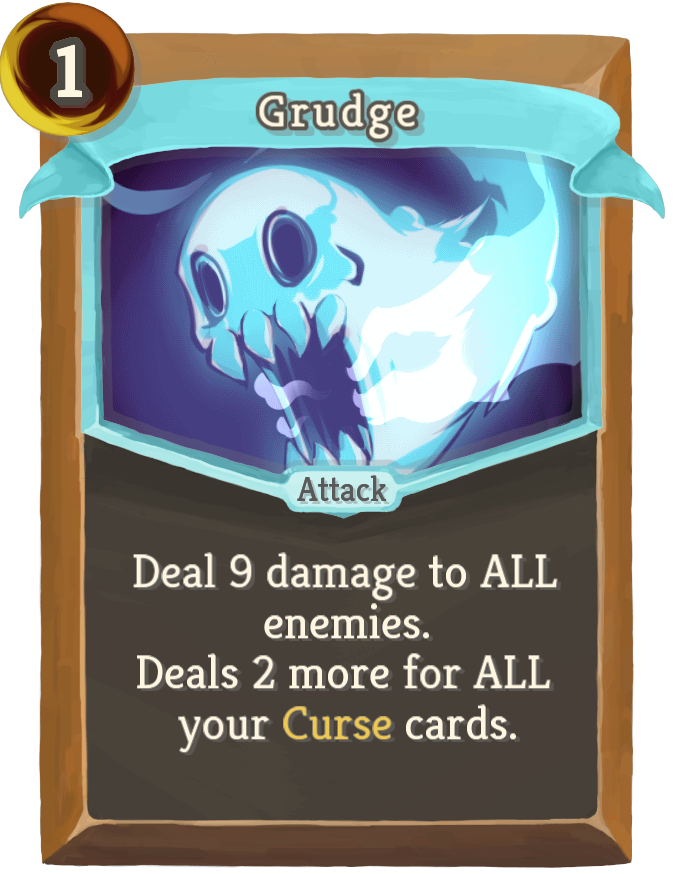 1
Grudge
Attack
Deal 9 damage to ALL
enemies.
Deals 2 more for ALL
your Curse cards.